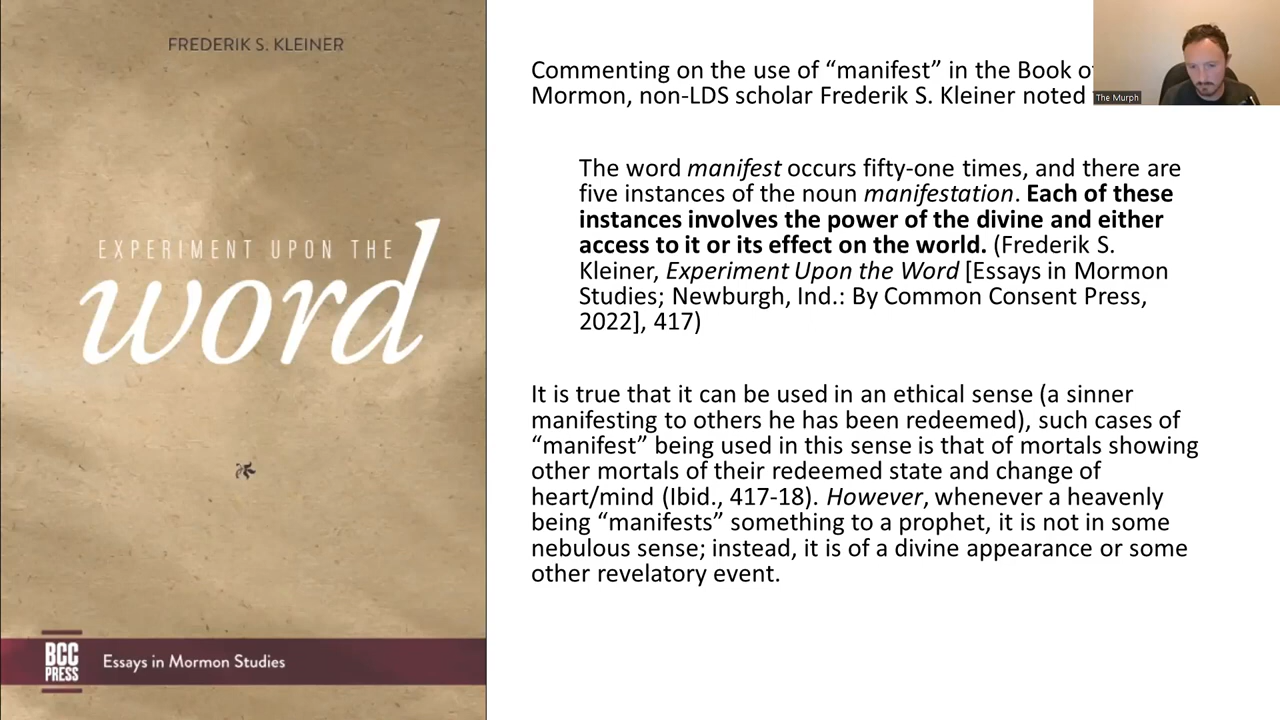 FREDERIK S. KLEINER
EXPERIMENT UPON THE
word
BCC
PRESS
Essays in Mormon Studies
Commenting on the use of “manifest” in the Book of
Mormon, non-LDS scholar Frederik S. Kleiner noted
The word manifest occurs fifty-one times, and there are
five instances of the noun manifestation. Each of these
instances involves the power of the divine and either
access to it or its effect on the world. (Frederik S.
Kleiner, Experiment Upon the Word [Essays in Mormon
Studies; Newburgh, Ind.: By Common Consent Press,
2022], 417)
It is true that it can be used in an ethical sense (a sinner
manifesting to others he has been redeemed), such cases of
“manifest” being used in this sense is that of mortals showing
other mortals of their redeemed state and change of
heart/mind (Ibid., 417-18). However, whenever a heavenly
being “manifests” something to a prophet, it is not in some
nebulous sense; instead, it is of a divine appearance or some
other revelatory event.
The Murph